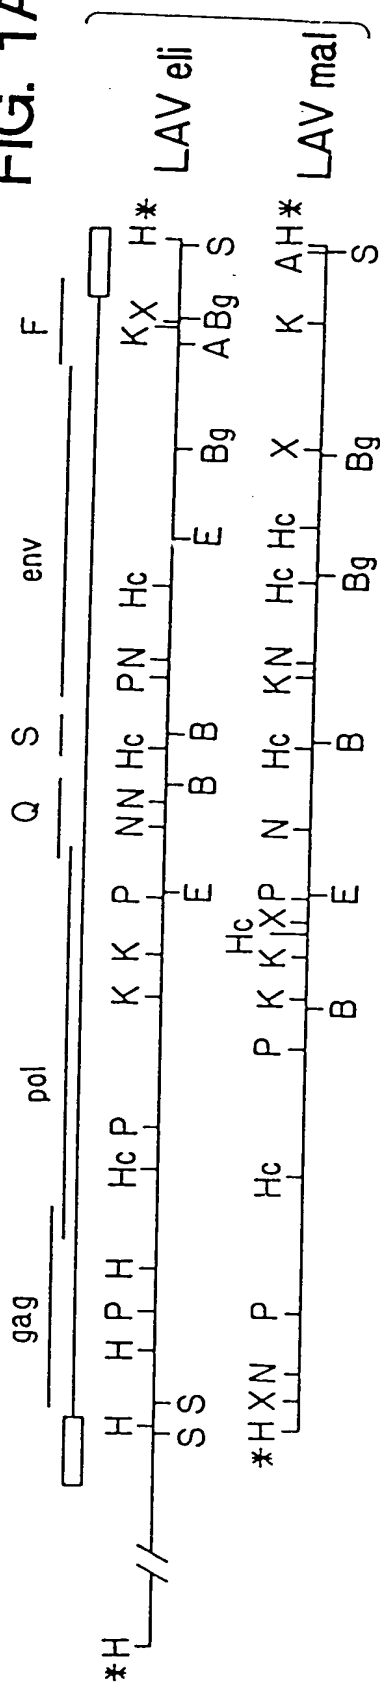 FIG. 1A
gag pol Q S env F
*H H H P H Hc P K K P N N Hc P N Hc K X H*
S S E B B E Bg A Bg S
LAV eli
*H X N P Hc P K K Hc X P N Hc K N Hc Hc X K A H*
B E B Bg Bg S
LAV mal